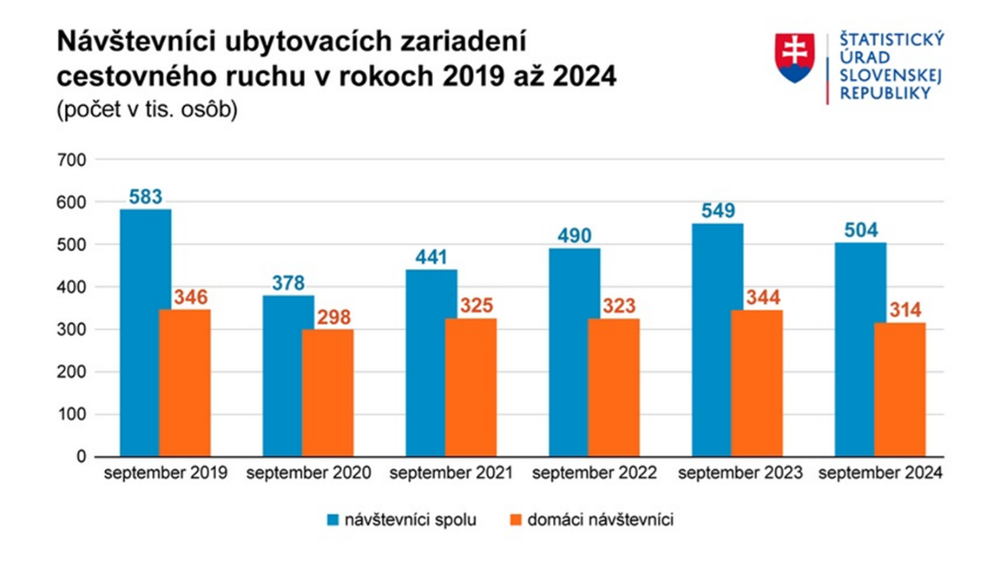 Návštevníci ubytovacích zariadení
cestovného ruchu v rokoch 2019 až 2024
(počet v tis. osôb)
ŠTATISTICKÝ
ÚRAD
SLOVENSKEJ
REPUBLIKY
700
600
500
400
300
200
100
0
583
346
378
298
441
325
490
323
549
344
504
314
september 2019
september 2020
september 2021
september 2022
september 2023
september 2024
návštevníci spolu
domáci návštevníci